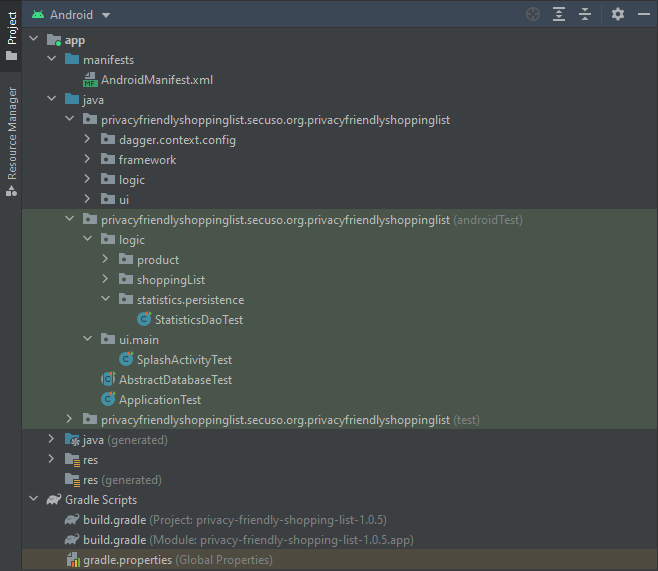 Project
Resource Manager
Android
app
manifests
MF
AndroidManifest.xml
java
privacyfriendlyshoppinglist.secuso.org.privacyfriendlyshoppinglist
dagger.context.config
framework
logic
ui
privacyfriendlyshoppinglist.secuso.org.privacyfriendlyshoppinglist (androidTest)
logic
product
shoppingList
statistics.persistence
StatisticsDaoTest
ui.main
SplashActivityTest
AbstractDatabaseTest
ApplicationTest
privacyfriendlyshoppinglist.secuso.org.privacyfriendlyshoppinglist (test)
java (generated)
res
res (generated)
Gradle Scripts
build.gradle (Project: privacy-friendly-shopping-list-1.0.5)
build.gradle (Module: privacy-friendly-shopping-list-1.0.5.app)
gradle.properties (Global Properties)